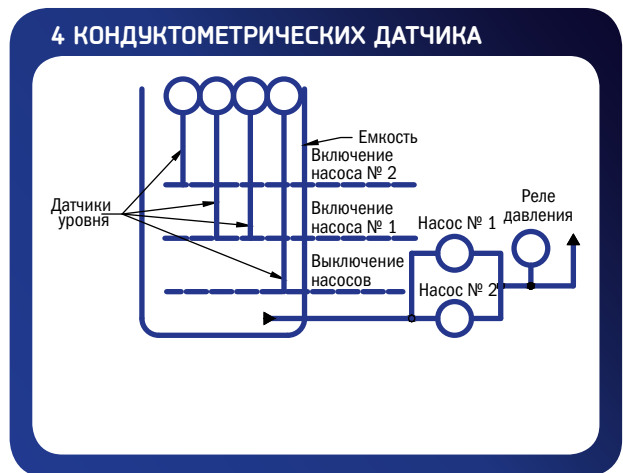 4 КОНДУКТОМЕТРИЧЕСКИХ ДАТЧИКА
Емкость
Включение
насоса № 2
Датчики
уровня
Включение
насоса № 1
Выключение
насосов
Насос № 1
Насос № 2
Реле
давления